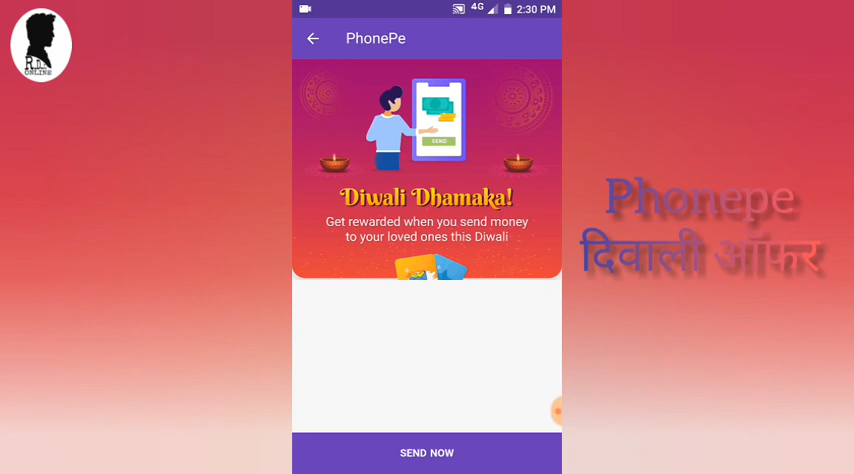 R.D.
ONLINE
4G 2:30 PM
PhonePe
SEND
Diwali Dhamaka!
Get rewarded when you send money
to your loved ones this Diwali
SEND NOW
Phonepe
दिवाली ऑफर